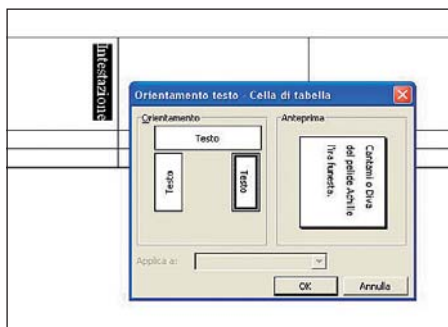 Intestazione
Orientamento testo - Cella di tabella
Orientamento
Anteprima
Testo
Testo
Testo
Cantami o Diva
del pelide Achille
l'ira funesta.
Applica a:
OK
Annulla